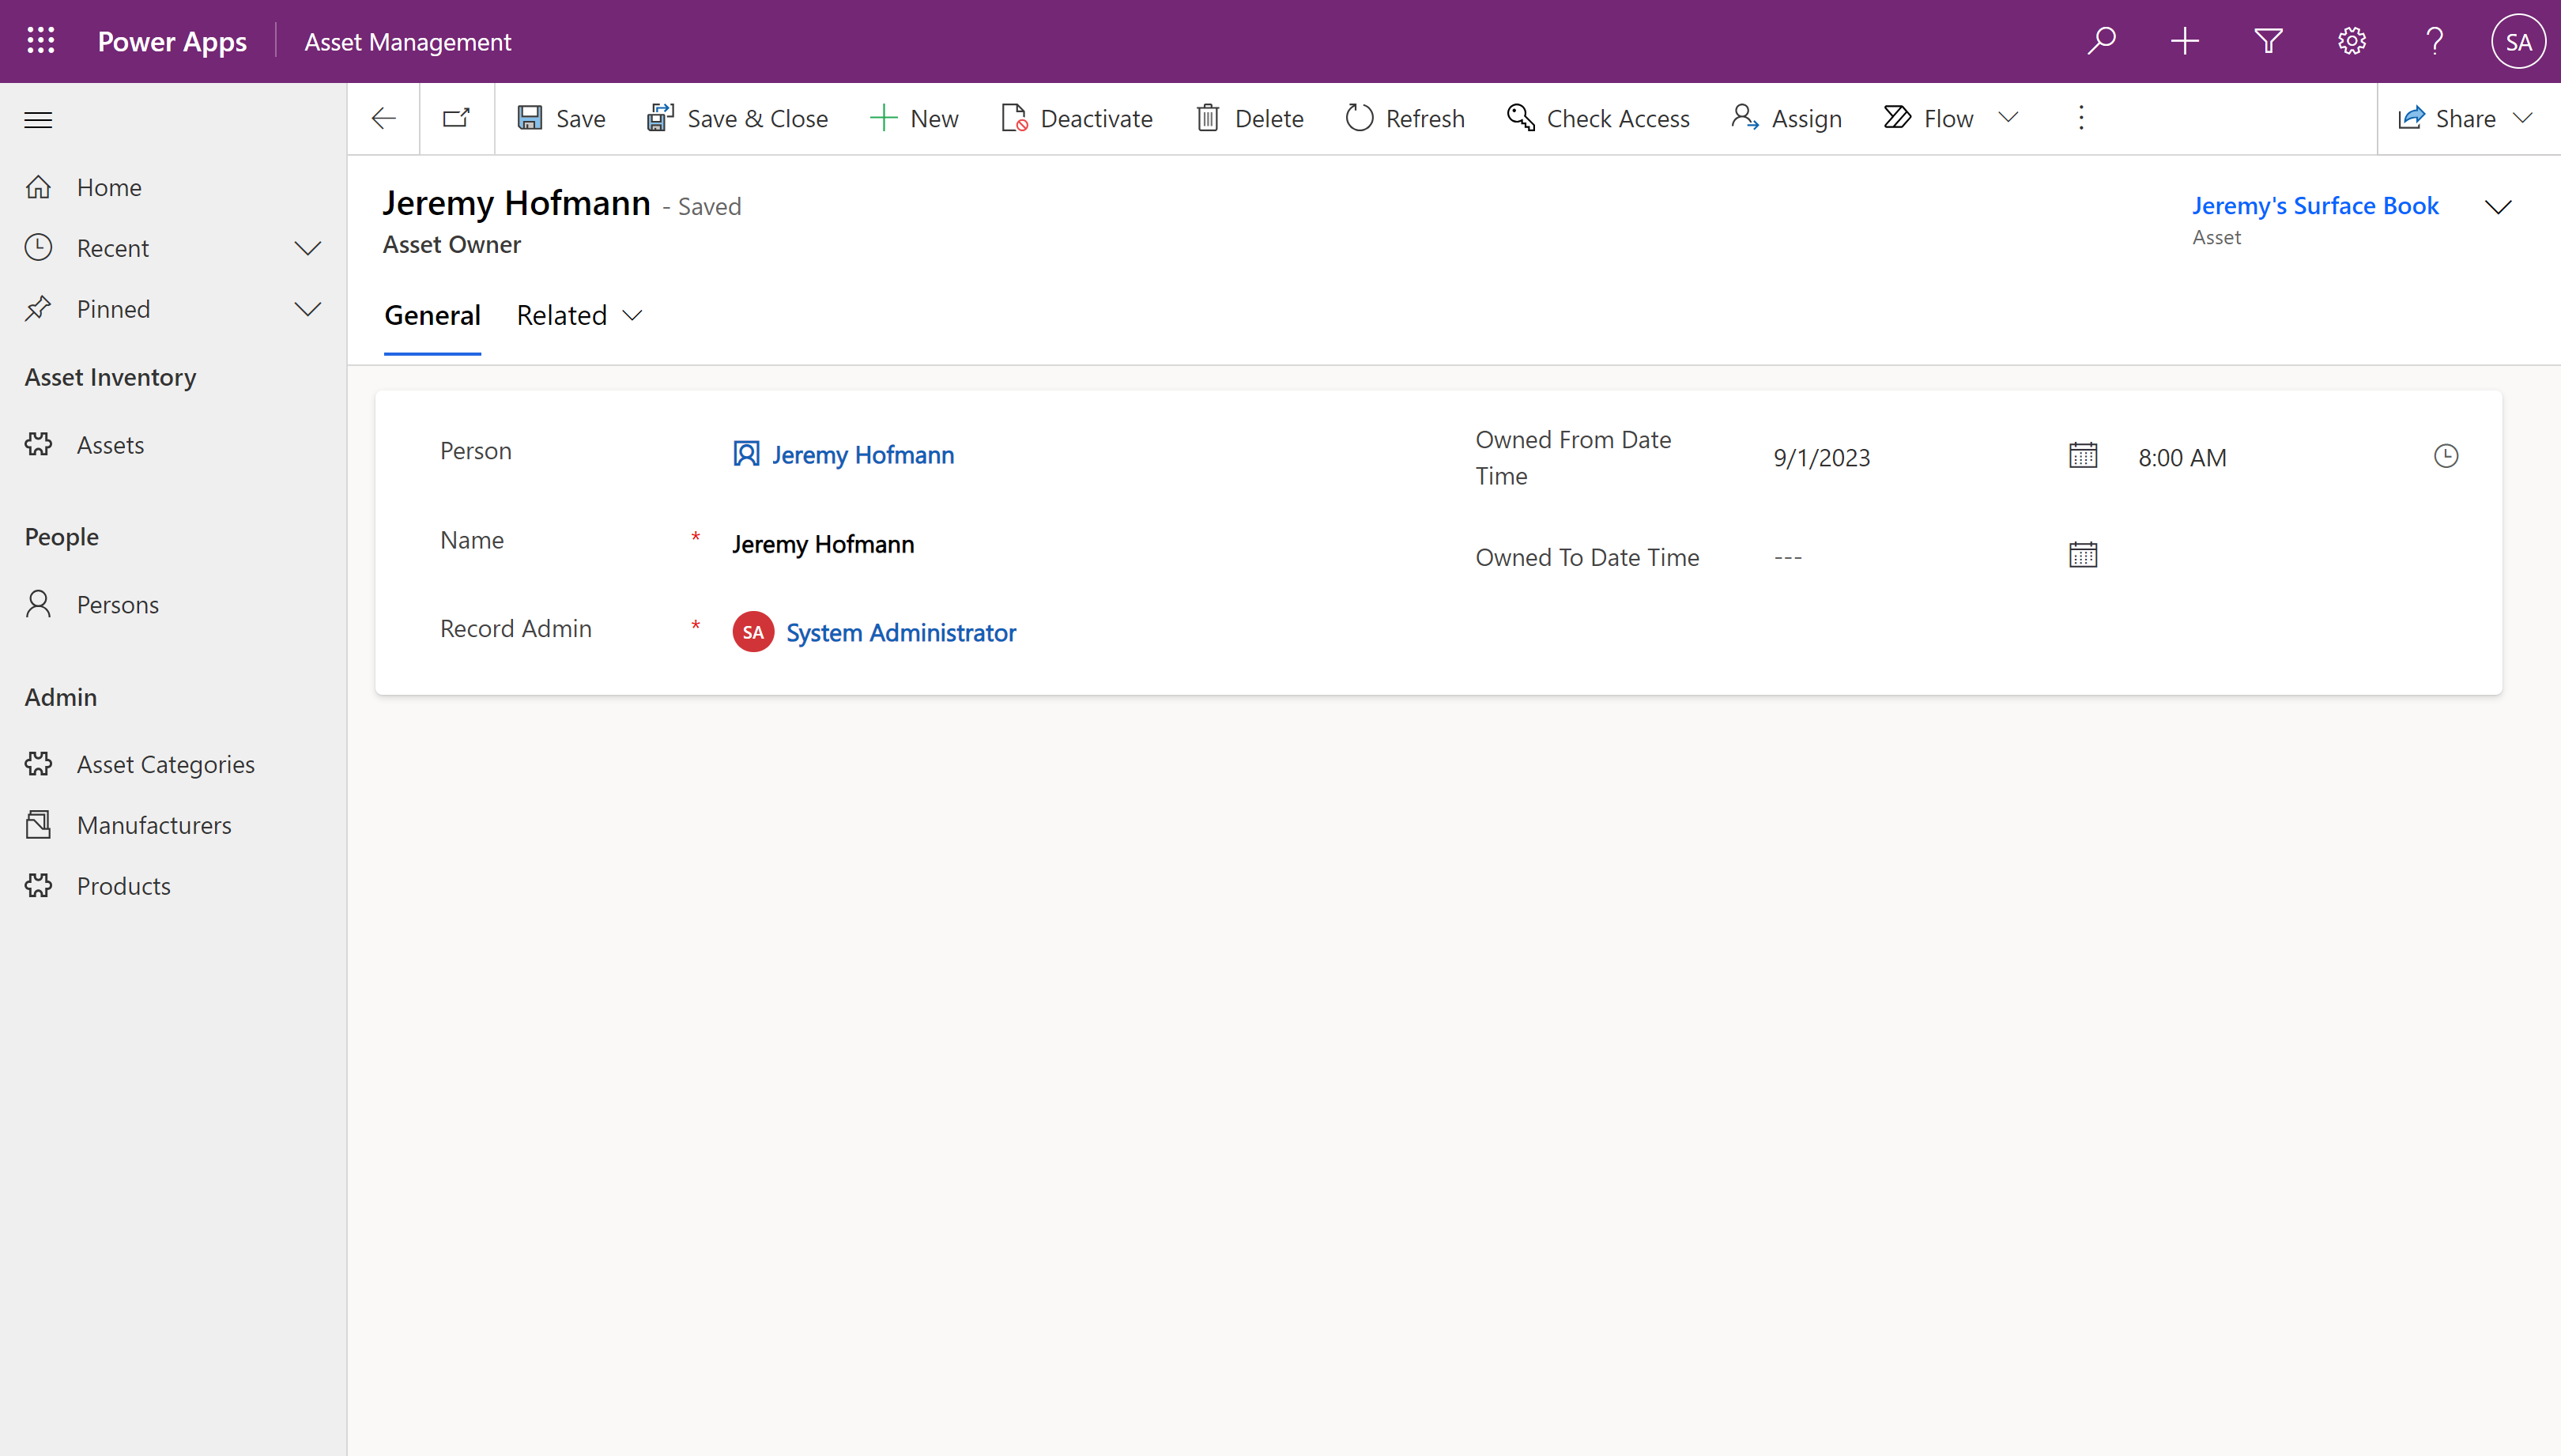 Power Apps
Asset Management
SA
Save
Save & Close
New
Deactivate
Delete
Refresh
Check Access
Assign
Flow
Share
Home
Recent
Pinned
Asset Inventory
Assets
People
Persons
Admin
Asset Categories
Manufacturers
Products
Jeremy Hofmann - Saved
Asset Owner
Jeremy's Surface Book
Asset
General
Related
Person
Jeremy Hofmann
Name *
Jeremy Hofmann
Record Admin *
SA System Administrator
Owned From Date
Time
9/1/2023
8:00 AM
Owned To Date Time
---